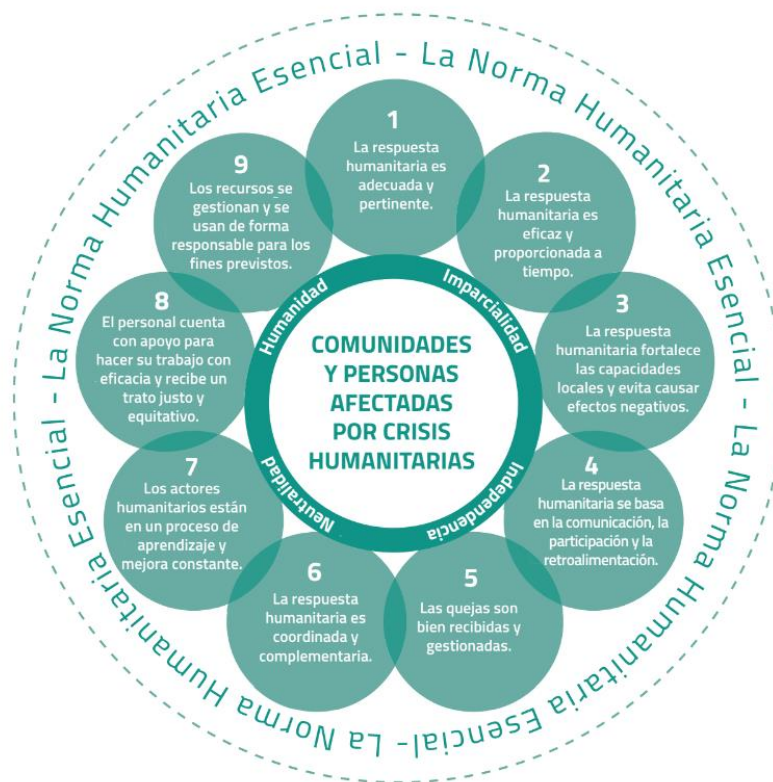 La Norma Humanitaria Esencial - La Norma Humanitaria Esencial - La Norma Humanitaria Esencial- La Norma Humanitaria Esencial -
1
La respuesta
humanitaria es
adecuada y
pertinente.
2
La respuesta
humanitaria es
eficaz y
proporcionada a
tiempo.
3
La respuesta
humanitaria fortalece
las capacidades
locales y evita causar
efectos negativos.
4
La respuesta
humanitaria se basa
en la comunicación, la
participación y la
retroalimentación.
5
Las quejas son
bien recibidas y
gestionadas.
6
La respuesta
humanitaria es
coordinada y
complementaria.
7
Los actores
humanitarios están
en un proceso de
aprendizaje y
mejora constante.
8
El personal cuenta
con apoyo para
hacer su trabajo con
eficacia y recibe un
trato justo y
equitativo.
9
Los recursos se
gestionan y se
usan de forma
responsable para los
fines previstos.
Humanidad
Imparcialidad
Independencia
Neutralidad
COMUNIDADES
Y PERSONAS
AFECTADAS
POR CRISIS
HUMANITARIAS